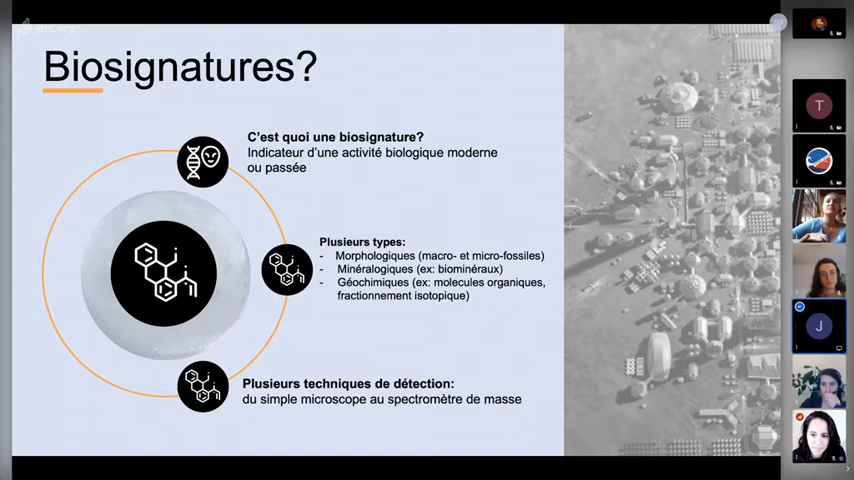 jitsi.org
Biosignatures?
C'est quoi une biosignature?
Indicateur d'une activité biologique moderne
ou passée
Plusieurs types:
- Morphologiques (macro- et micro-fossiles)
- Minéralogiques (ex: biominéraux)
- Géochimiques (ex: molecules organiques,
fractionnement isotopique)
Plusieurs techniques de détection:
du simple microscope au spectromètre de masse
T
J